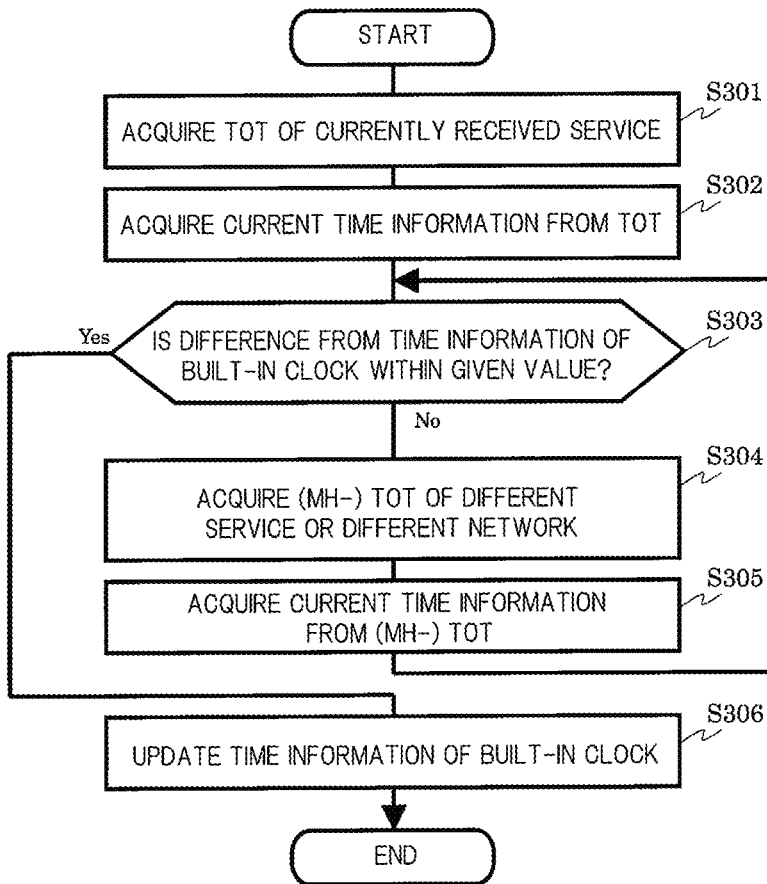 START
S301
ACQUIRE TOT OF CURRENTLY RECEIVED SERVICE
S302
ACQUIRE CURRENT TIME INFORMATION FROM TOT
S303
Yes
IS DIFFERENCE FROM TIME INFORMATION OF
BUILT-IN CLOCK WITHIN GIVEN VALUE?
No
S304
ACQUIRE (MH-) TOT OF DIFFERENT
SERVICE OR DIFFERENT NETWORK
S305
ACQUIRE CURRENT TIME INFORMATION
FROM (MH-) TOT
S306
UPDATE TIME INFORMATION OF BUILT-IN CLOCK
END